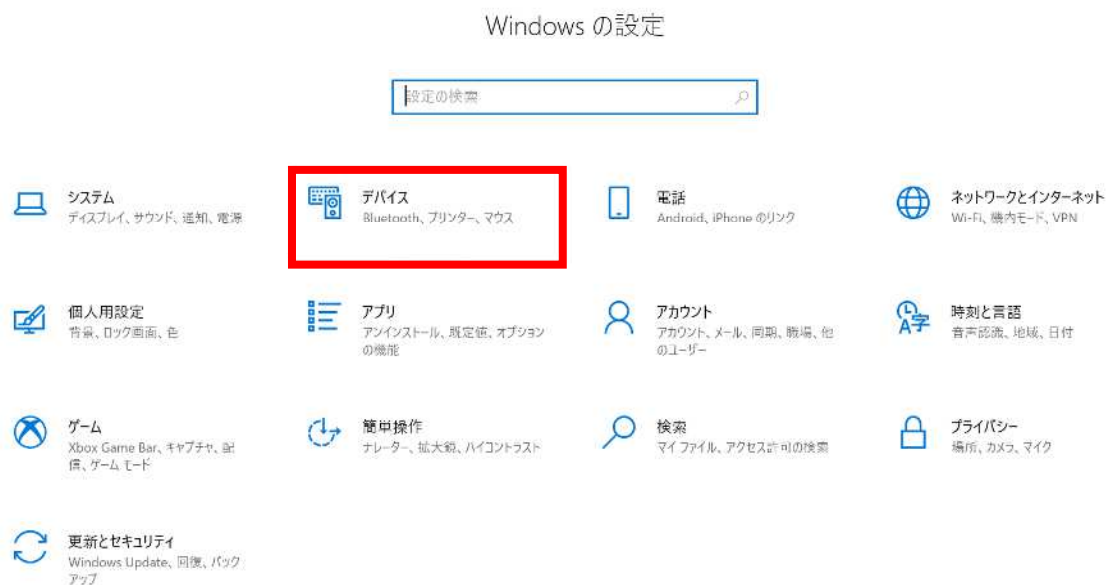 Windows の設定
設定の検索
システム
ディスプレイ、サウンド、通知、電源
デバイス
Bluetooth、プリンター、マウス
電話
Android、iPhone のリンク
ネットワークとインターネット
Wi-Fi、機内モード、VPN
個人用設定
背景、ロック画面、色
アプリ
アンインストール、既定値、オプション
の機能
アカウント
アカウント、メール、同期、職場、他
のユーザー
時刻と言語
音声認識、地域、日付
ゲーム
Xbox Game Bar、キャプチャ、配
信、ゲーム モード
簡単操作
ナレーター、拡大鏡、ハイコントラスト
検索
マイ ファイル、アクセス許可の検索
プライバシー
場所、カメラ、マイク
更新とセキュリティ
Windows Update、回復、バック
アップ
A字